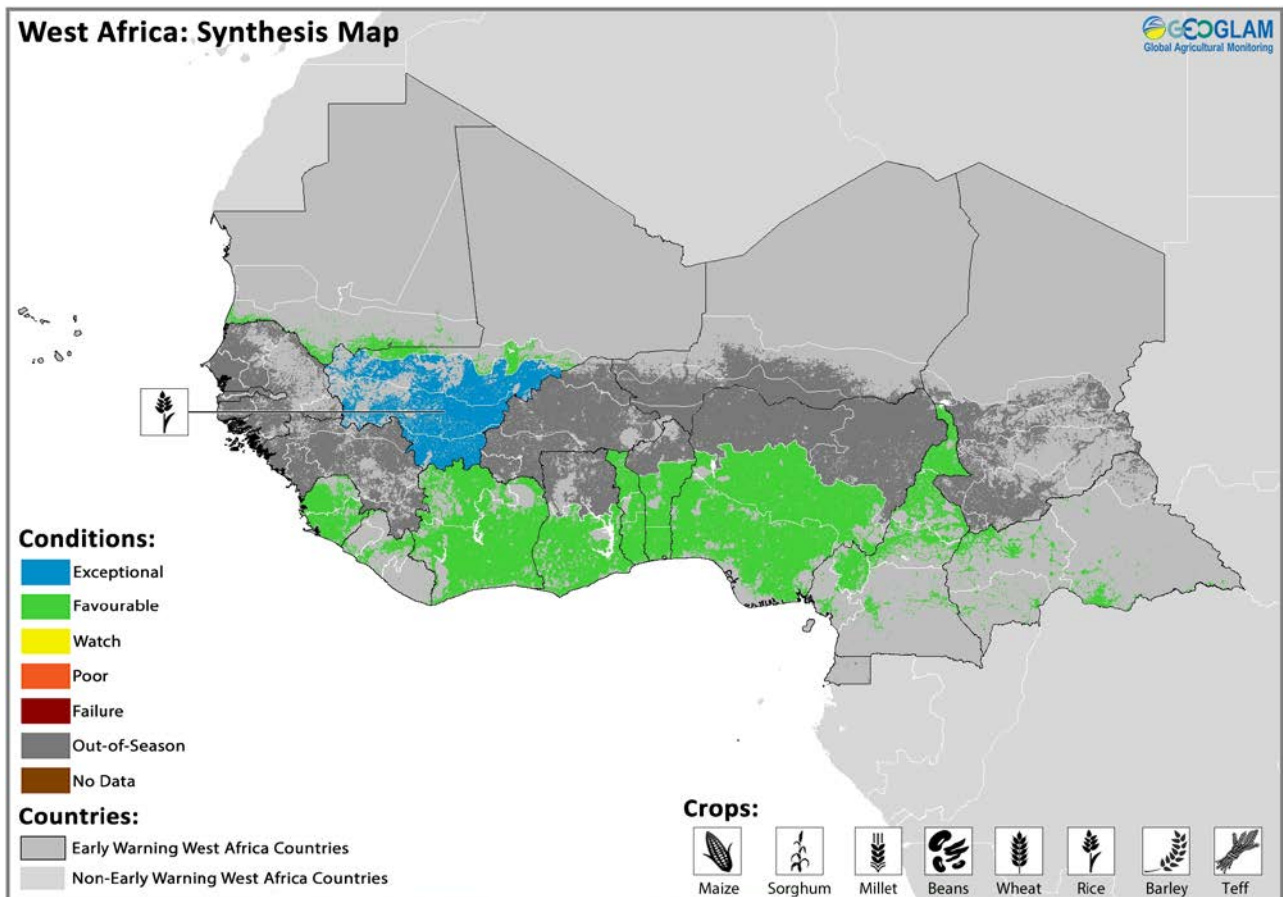 West Africa: Synthesis Map
GEOGLAM
Global Agricultural Monitoring
Conditions:
Exceptional
Favourable
Watch
Poor
Failure
Out-of-Season
No Data
Countries:
Early Warning West Africa Countries
Non-Early Warning West Africa Countries
Crops:
Maize Sorghum Millet Beans Wheat Rice Barley Teff